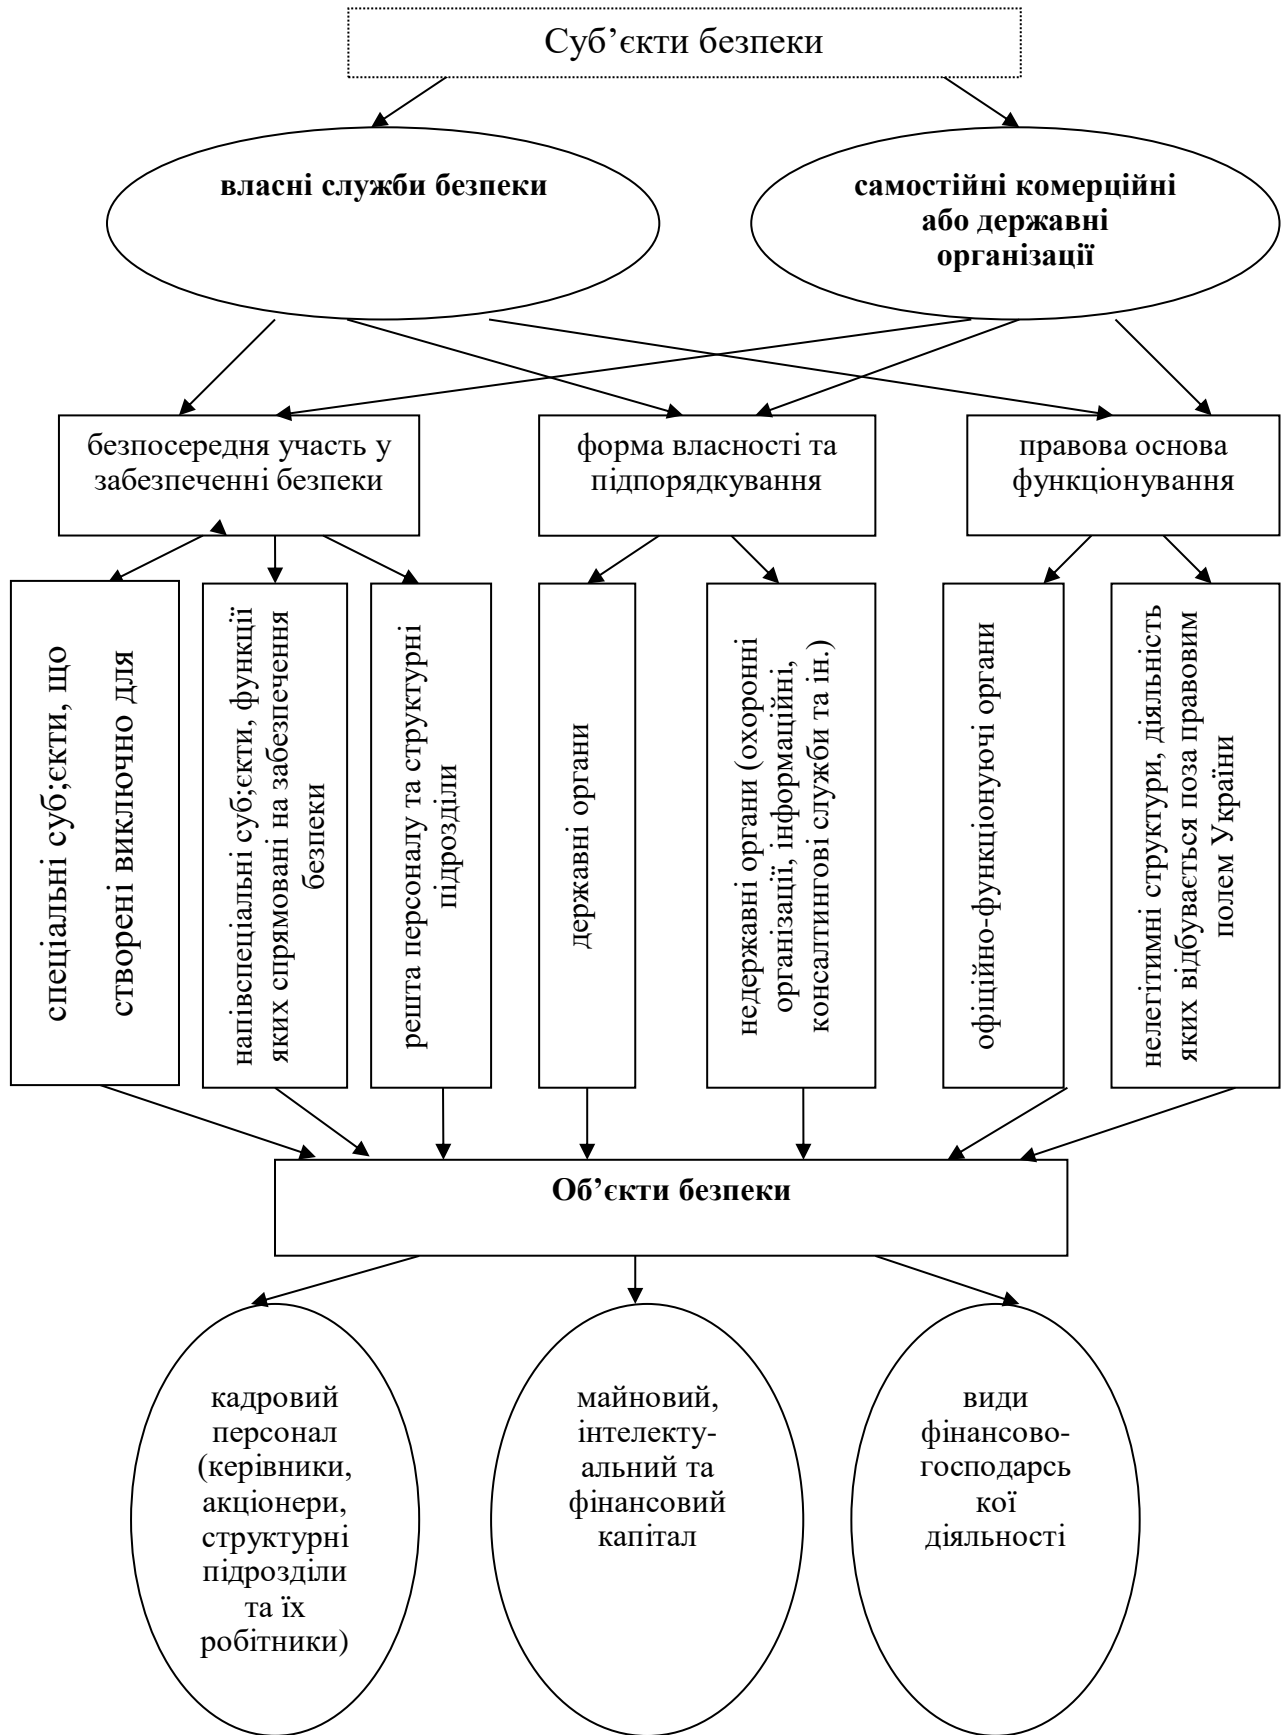 Суб’єкти безпеки
власні служби безпеки
самостійні комерційні
або державні
організації
безпосередня участь у
забезпеченні безпеки
форма власності та
підпорядкування
правова основа
функціонування
спеціальні суб;єкти, що
створені виключно для
напівспеціальні суб;єкти, функції
яких спрямовані на забезпечення
безпеки
решта персоналу та структурні
підрозділи
державні органи
недержавні органи (охоронні
організації, інформаційні,
консалтингові служби та ін.)
офіційно-функціонуючі органи
нелегітимні структури, діяльність
яких відбувається поза правовим
полем України
Об’єкти безпеки
кадровий
персонал
(керівники,
акціонери,
структурні
підрозділи
та їх
робітники)
майновий,
інтелекту-
альний та
фінансовий
капітал
види
фінансово-
господарсь
кої
діяльності